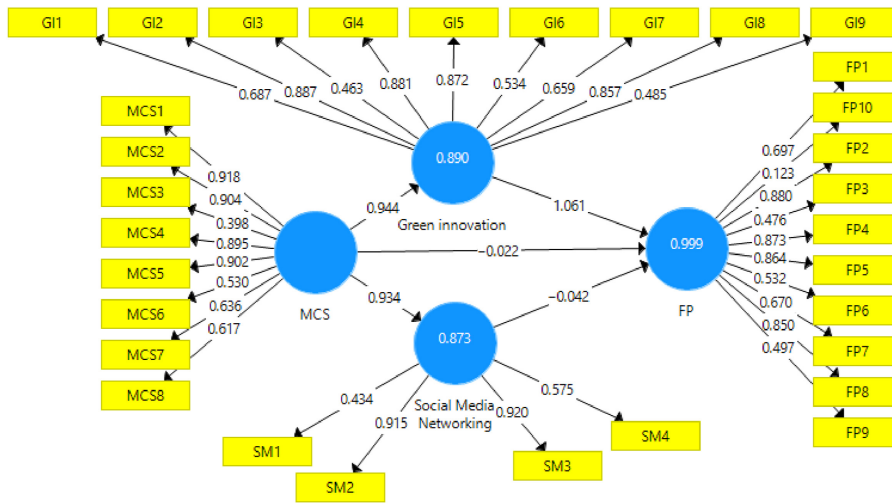 GI1 GI2 GI3 GI4 GI5 GI6 GI7 GI8 GI9
FP1
0.687 0.887 0.463 0.881 0.872 0.534 0.659 0.857 0.485
MCS1
FP10
MCS2
0.918
0.890
0.697
FP2
0.904
0.123
MCS3
0.398
0.944
1.061
0.880
FP3
Green innovation
0.476
MCS4
0.895
−0.022
0.999
0.873
FP4
0.902
0.864
MCS5
0.530
0.934
−0.042
0.532
FP5
MCS6
0.636
MCS
FP
0.670
FP6
0.617
0.873
0.850
MCS7
0.497
FP7
MCS8
0.434
Social Media
Networking
0.575
FP8
0.915
0.920
SM4
FP9
SM1
SM2
SM3